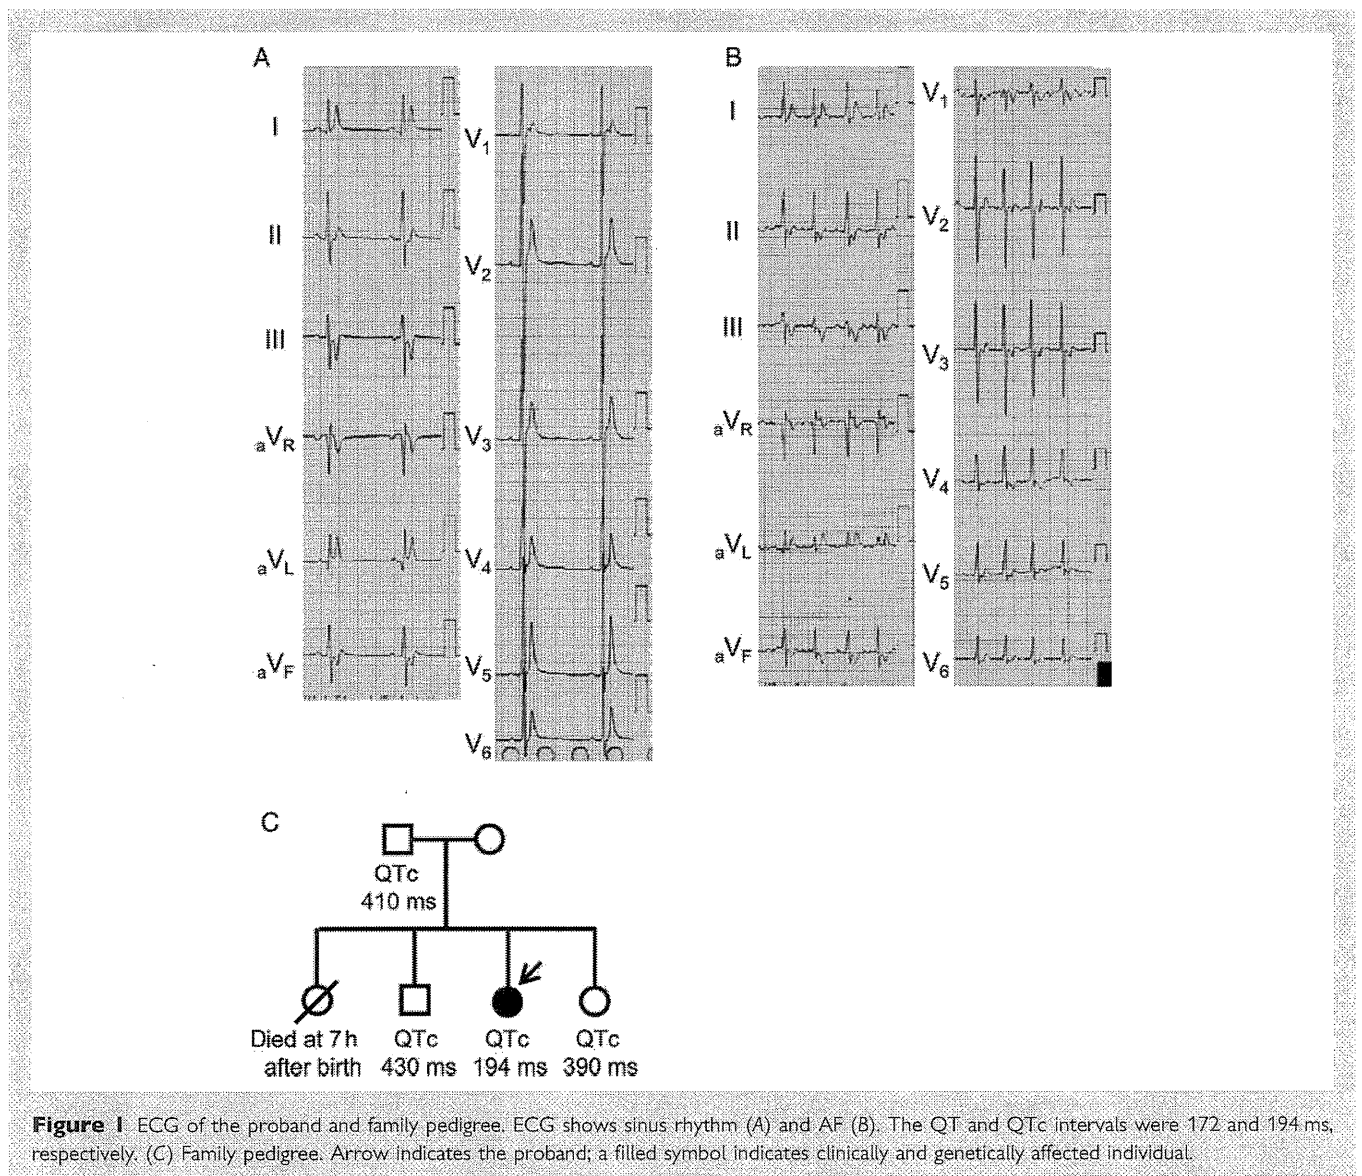 A
I
II
III
aVR
aVL
aVF
V1
V2
V3
V4
V5
V6
B
I
II
III
aVR
aVL
aVF
V1
V2
V3
V4
V5
V6
C
QTc
410 ms
Died at 7 h
after birth
QTc
430 ms
QTc
194 ms
QTc
390 ms
Figure 1 ECG of the proband and family pedigree. ECG shows sinus rhythm (A) and AF (B). The QT and QTc intervals were 172 and 194 ms,
respectively. (C) Family pedigree. Arrow indicates the proband; a filled symbol indicates clinically and genetically affected individual.